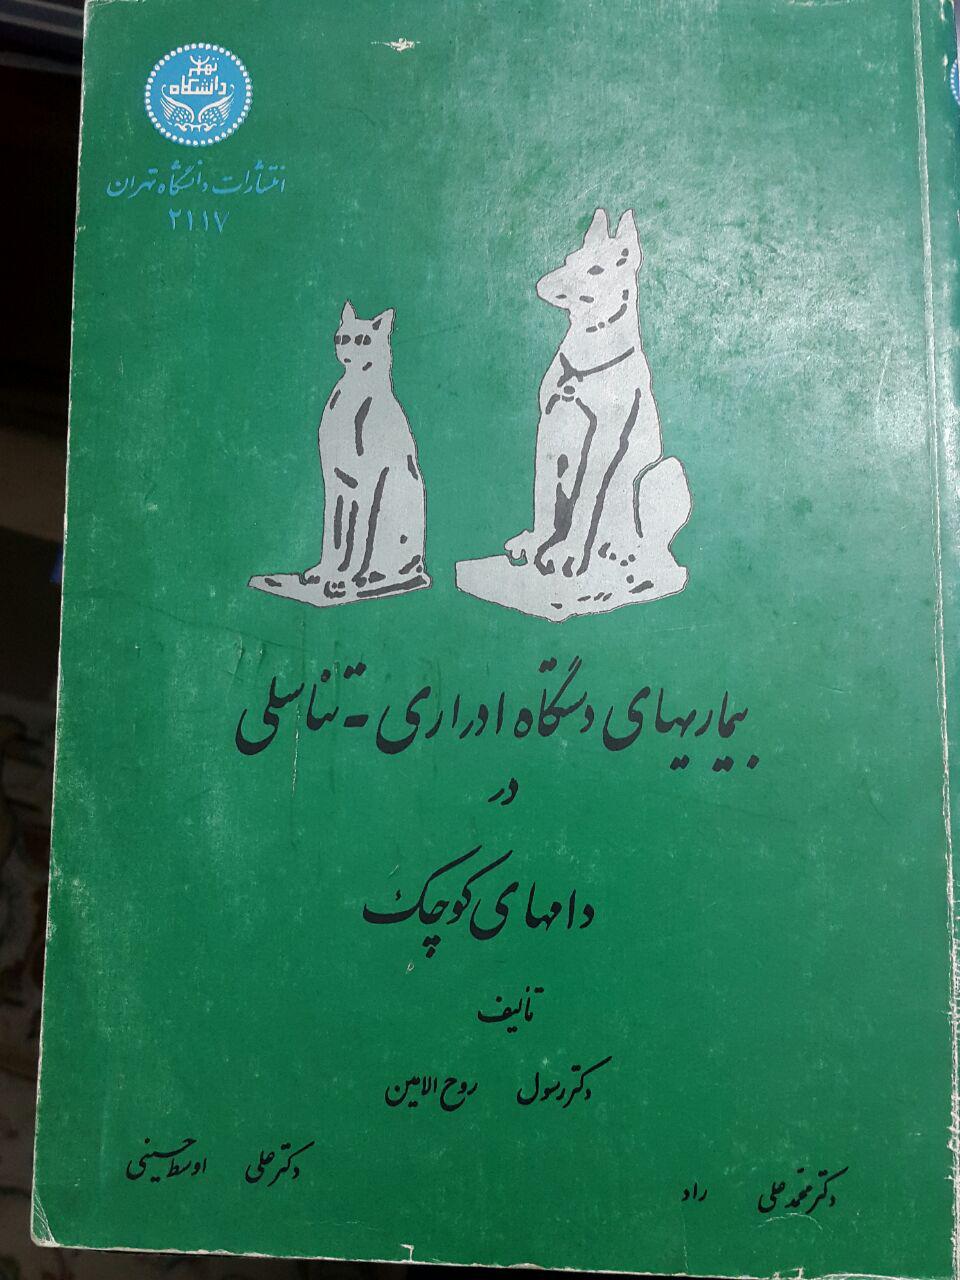 دانشگاه تهران
انتشارات دانشگاه تهران
۲۱۱۷
بیماریهای دستگاه ادراری - تناسلی
در
دامهای کوچک
تألیف
دکتر رسول روح الامین
دکتر محمد علی راد
دکتر علی اوسط حسینی